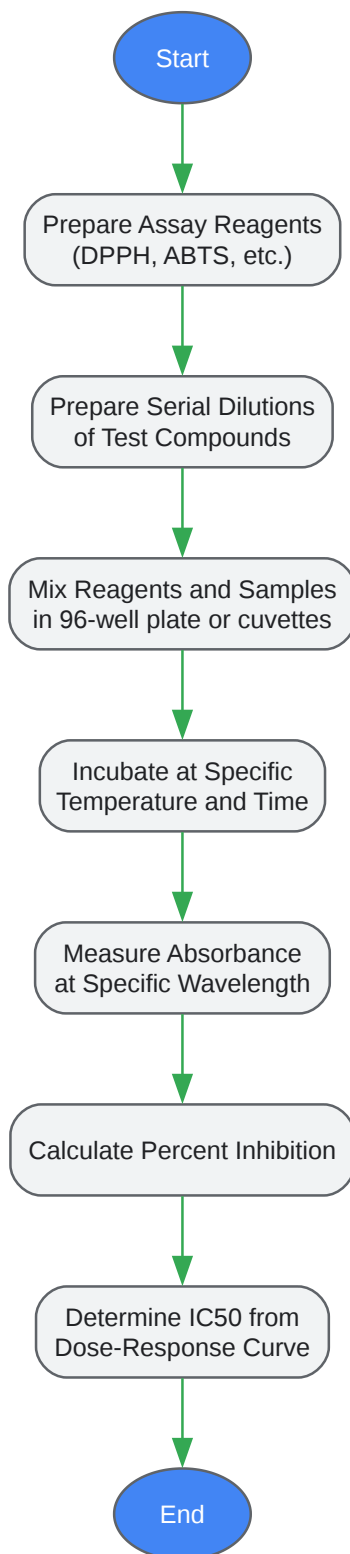 Start
Prepare Assay Reagents
(DPPH, ABTS, etc.)
Prepare Serial Dilutions
of Test Compounds
Mix Reagents and Samples
in 96-well plate or cuvettes
Incubate at Specific
Temperature and Time
Measure Absorbance
at Specific Wavelength
Calculate Percent Inhibition
Determine IC50 from
Dose-Response Curve
End